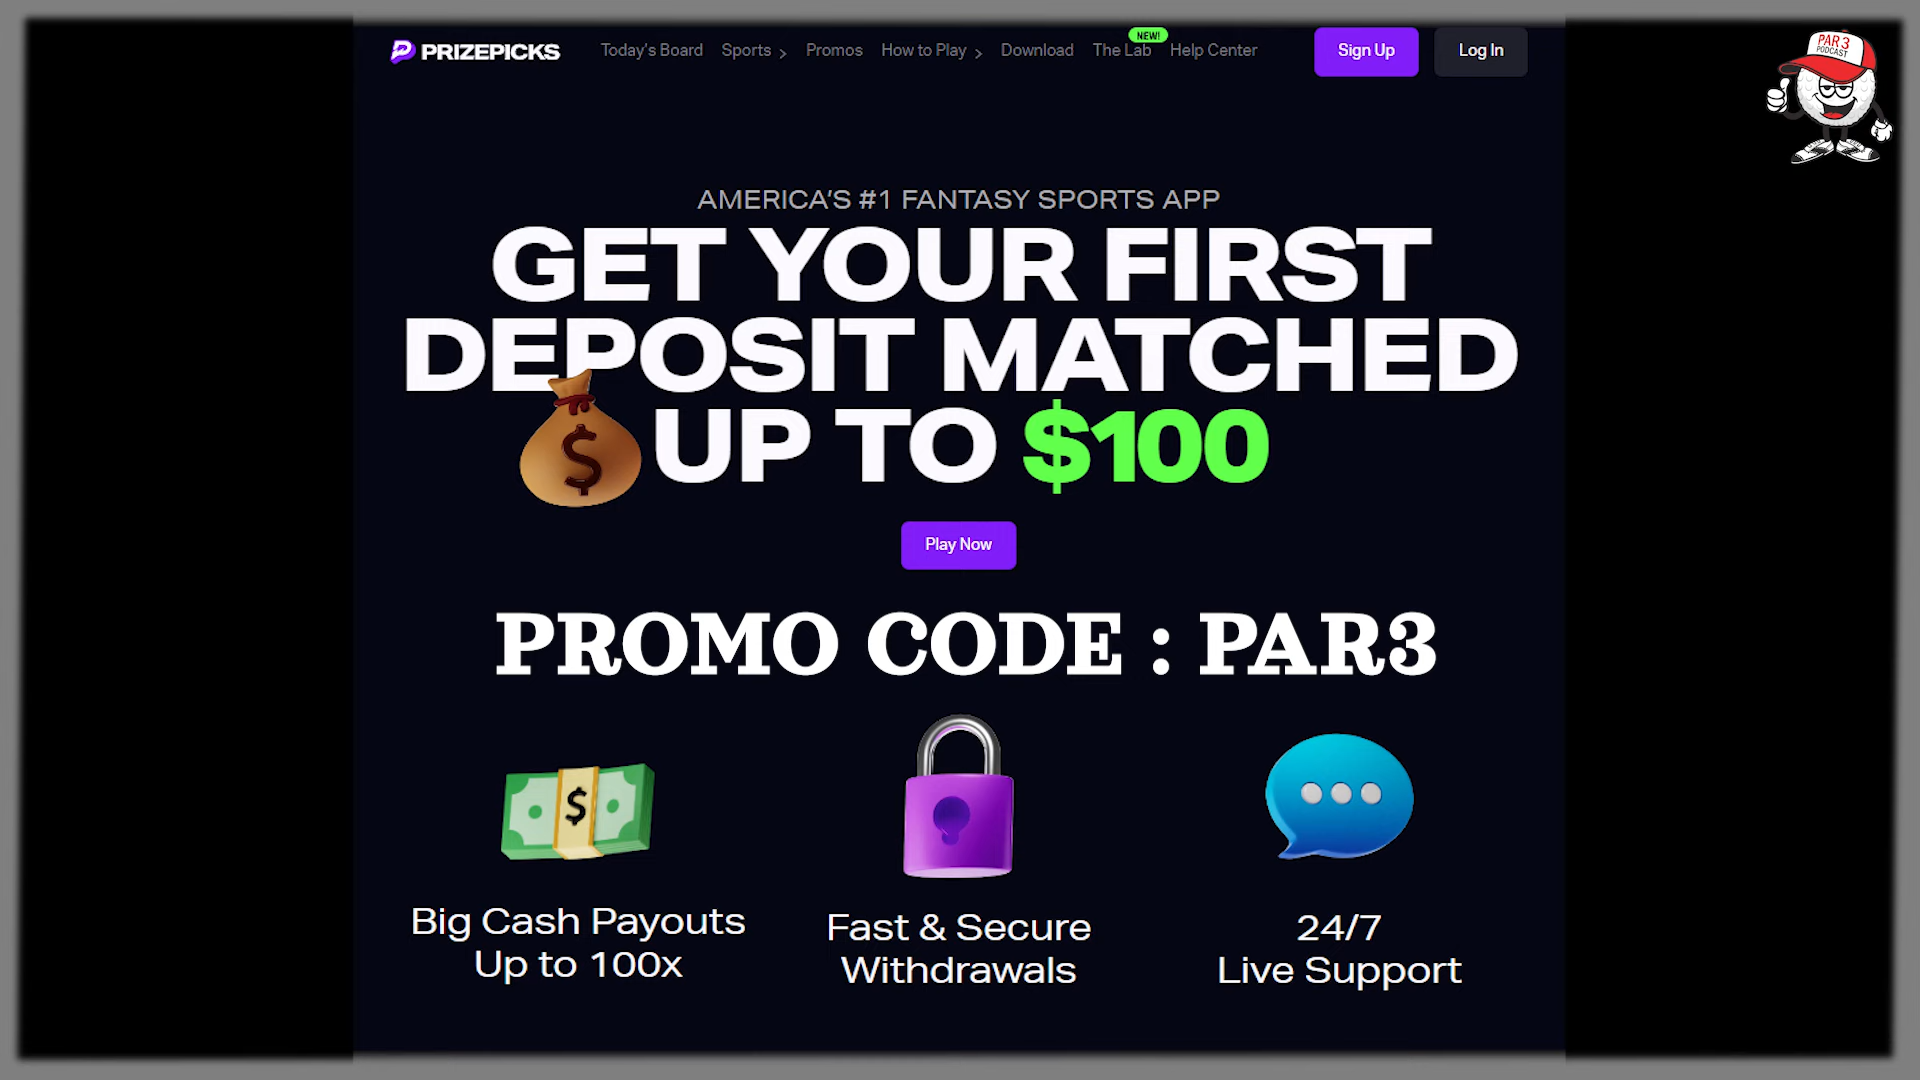 PRIZEPICKS Today's Board Sports Promos How to Play Download The Lab NEW! Help Center Sign Up Log In
PAR 3
PODCAST
AMERICA'S #1 FANTASY SPORTS APP
GET YOUR FIRST
DEPOSIT MATCHED
UP TO $100
Play Now
PROMO CODE : PAR3
Big Cash Payouts
Up to 100x
Fast & Secure
Withdrawals
24/7
Live Support